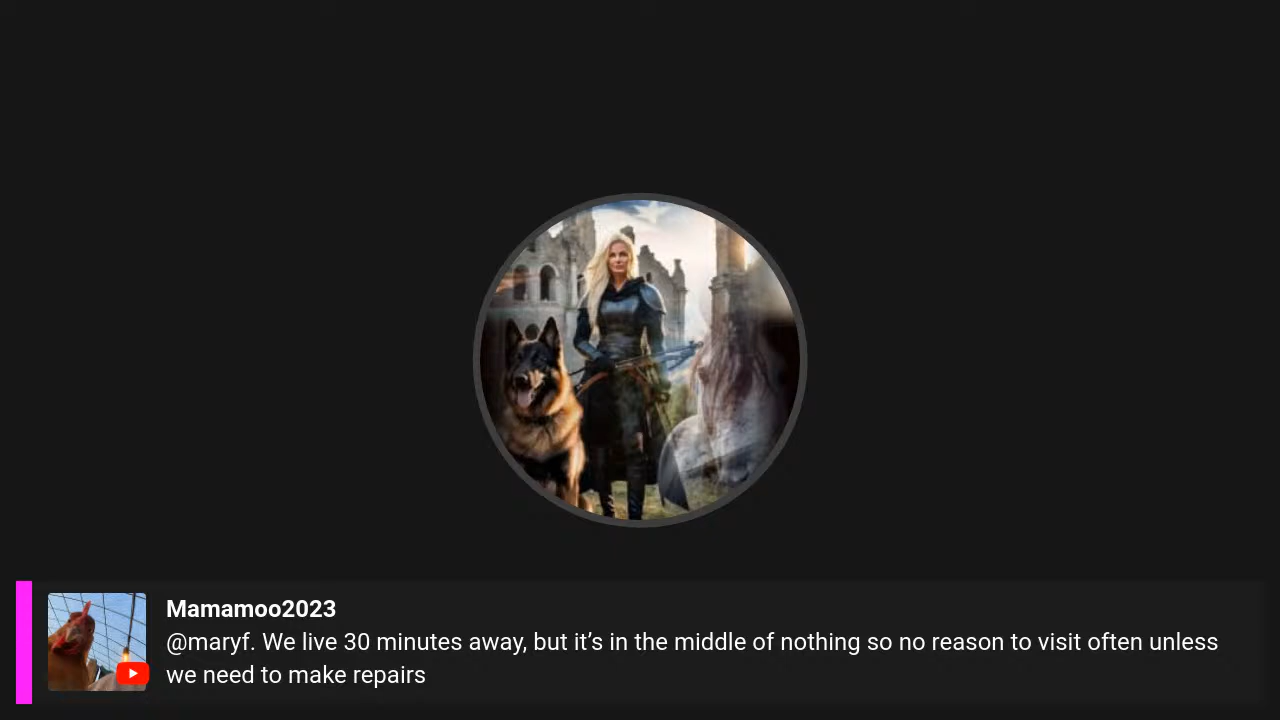 Mamamoo2023
@maryf. We live 30 minutes away, but it’s in the middle of nothing so no reason to visit often unless
we need to make repairs